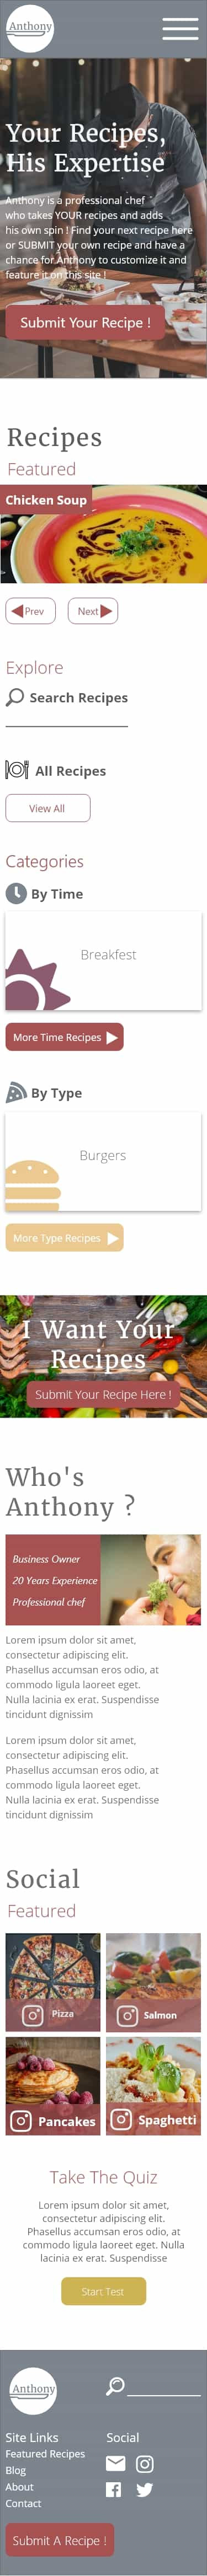 Anthony
Your Recipes,
His Expertise
Anthony is a professional chef
who takes YOUR recipes and adds
his own spin ! Find your next recipe here
or SUBMIT your own recipe and have a
chance for Anthony to customize it and
feature it on this site !
Submit Your Recipe !
Recipes
Featured
Chicken Soup
Prev
Next
Explore
Search Recipes
All Recipes
View All
Categories
By Time
Breakfest
More Time Recipes
By Type
Burgers
More Type Recipes
I Want Your
Recipes
Submit Your Recipe Here !
Who's
Anthony ?
Business Owner
20 Years Experience
Professional chef
Lorem ipsum dolor sit amet,
consectetur adipiscing elit.
Phasellus accumsan eros odio, at
commodo ligula laoreet eget.
Nulla lacinia ex erat. Suspendisse
tincidunt dignissim
Lorem ipsum dolor sit amet,
consectetur adipiscing elit.
Phasellus accumsan eros odio, at
commodo ligula laoreet eget.
Nulla lacinia ex erat. Suspendisse
tincidunt dignissim
Social
Featured
Pizza
Salmon
Pancakes
Spaghetti
Take The Quiz
Lorem ipsum dolor sit amet,
consectetur adipiscing elit.
Phasellus accumsan eros odio, at
commodo ligula laoreet eget. Nulla
lacinia ex erat. Suspendisse
Start Test
Anthony
Site Links
Featured Recipes
Blog
About
Contact
Social
Submit A Recipe !